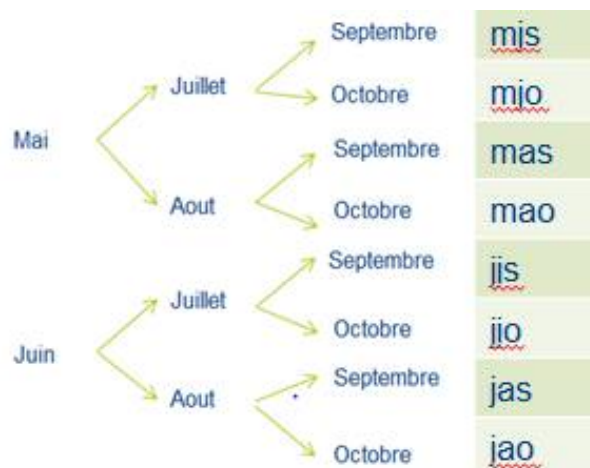 Septembre mjs
Juillet
Octobre mjo
Mai
Septembre mas
Aout
Octobre mao
Septembre jjs
Juillet
Octobre jjo
Juin
Septembre jas
Aout
Octobre jao